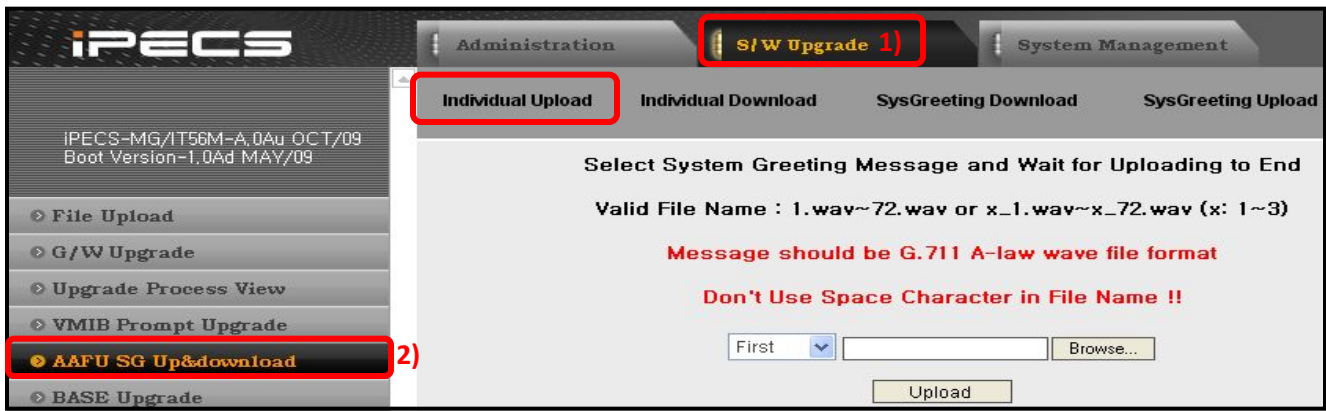 iPECS
Administration
S/W Upgrade 1)
System Management
Individual Upload
Individual Download
SysGreeting Download
SysGreeting Upload
iPECS-MG/IT56M-A,0Au OCT/09
Boot Version-1,0Ad MAY/09
File Upload
G/W Upgrade
Upgrade Process View
VMIB Prompt Upgrade
AAFU SG Up&download 2)
BASE Upgrade
Select System Greeting Message and Wait for Uploading to End
Valid File Name : 1.wav~72.wav or x_1.wav~x_72.wav (x: 1~3)
Message should be G.711 A-law wave file format
Don't Use Space Character in File Name !!
First
Browse...
Upload